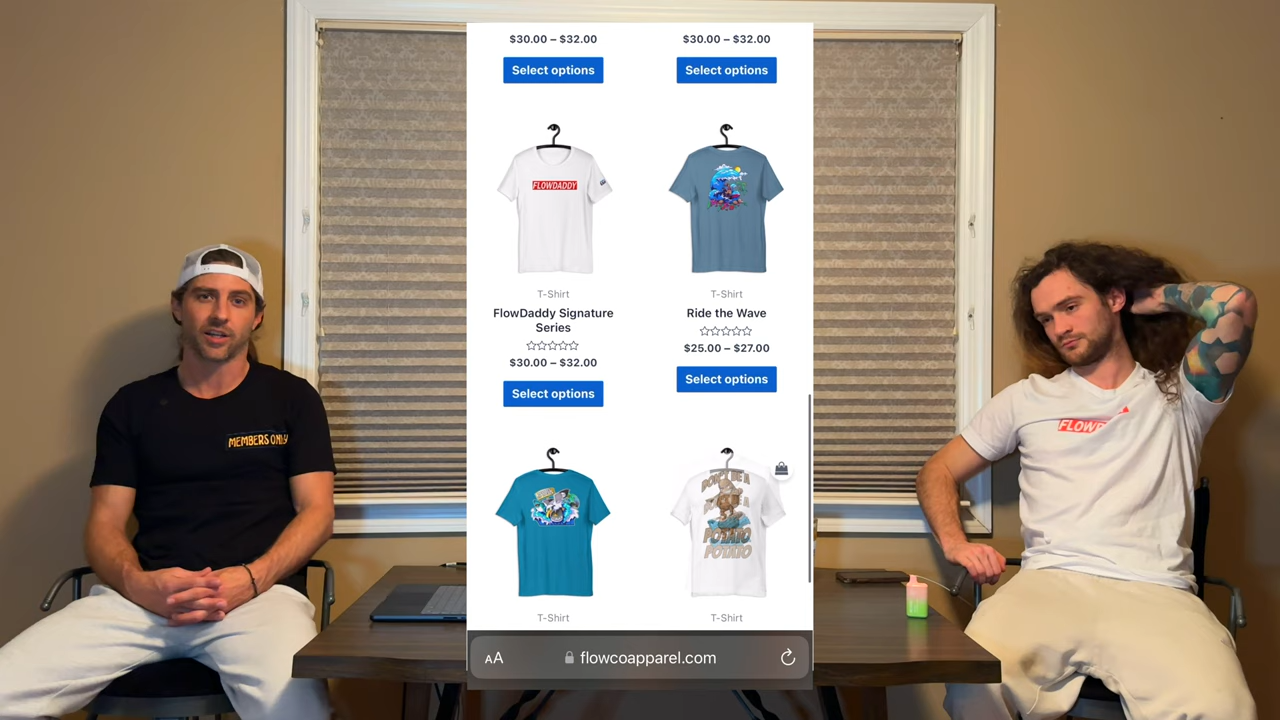 $30.00 – $32.00
$30.00 – $32.00
Select options
Select options
FLOWDADDY
T-Shirt
T-Shirt
FlowDaddy Signature
Series
Ride the Wave
$30.00 – $32.00
$25.00 – $27.00
Select options
Select options
MEMBERS ONLY
POTATO
POTATO
T-Shirt
T-Shirt
AA
flowcoapparel.com